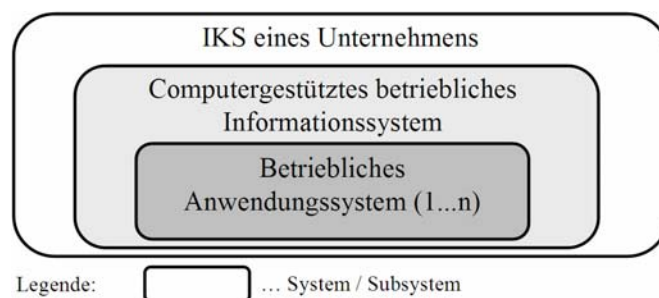 IKS eines Unternehmens
Computergestütztes betriebliches
Informationssystem
Betriebliches
Anwendungssystem (1...n)
Legende:
... System / Subsystem